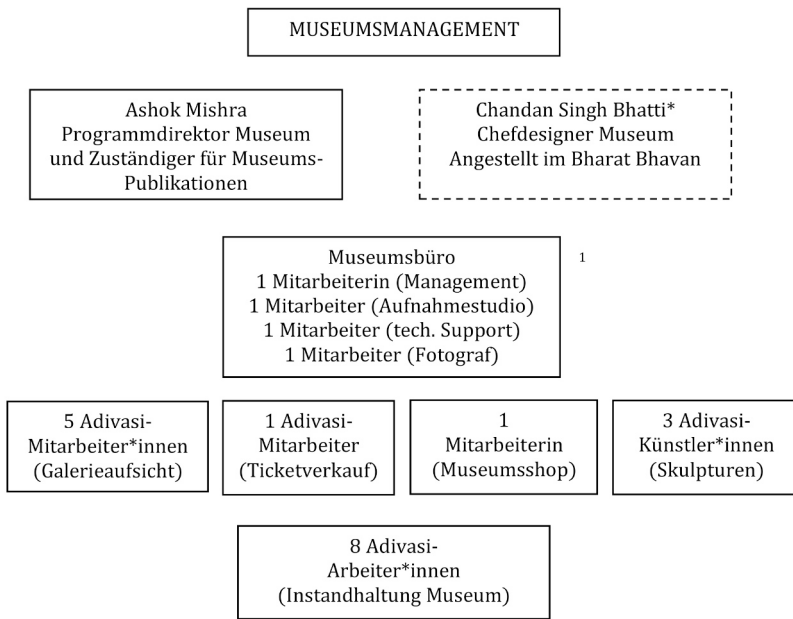 MUSEUMSMANAGEMENT
Ashok Mishra
Programmdirektor Museum
und Zuständiger für Museums-
Publikationen
Chandan Singh Bhatti*
Chefdesigner Museum
Angestellt im Bharat Bhavan
Museumsbüro
1 Mitarbeiterin (Management)
1 Mitarbeiter (Aufnahmestudio)
1 Mitarbeiter (tech. Support)
1 Mitarbeiter (Fotograf)
1
5 Adivasi-
Mitarbeiter*innen
(Galerieaufsicht)
1 Adivasi-
Mitarbeiter
(Ticketverkauf)
1
Mitarbeiterin
(Museumsshop)
3 Adivasi-
Künstler*innen
(Skulpturen)
8 Adivasi-
Arbeiter*innen
(Instandhaltung Museum)